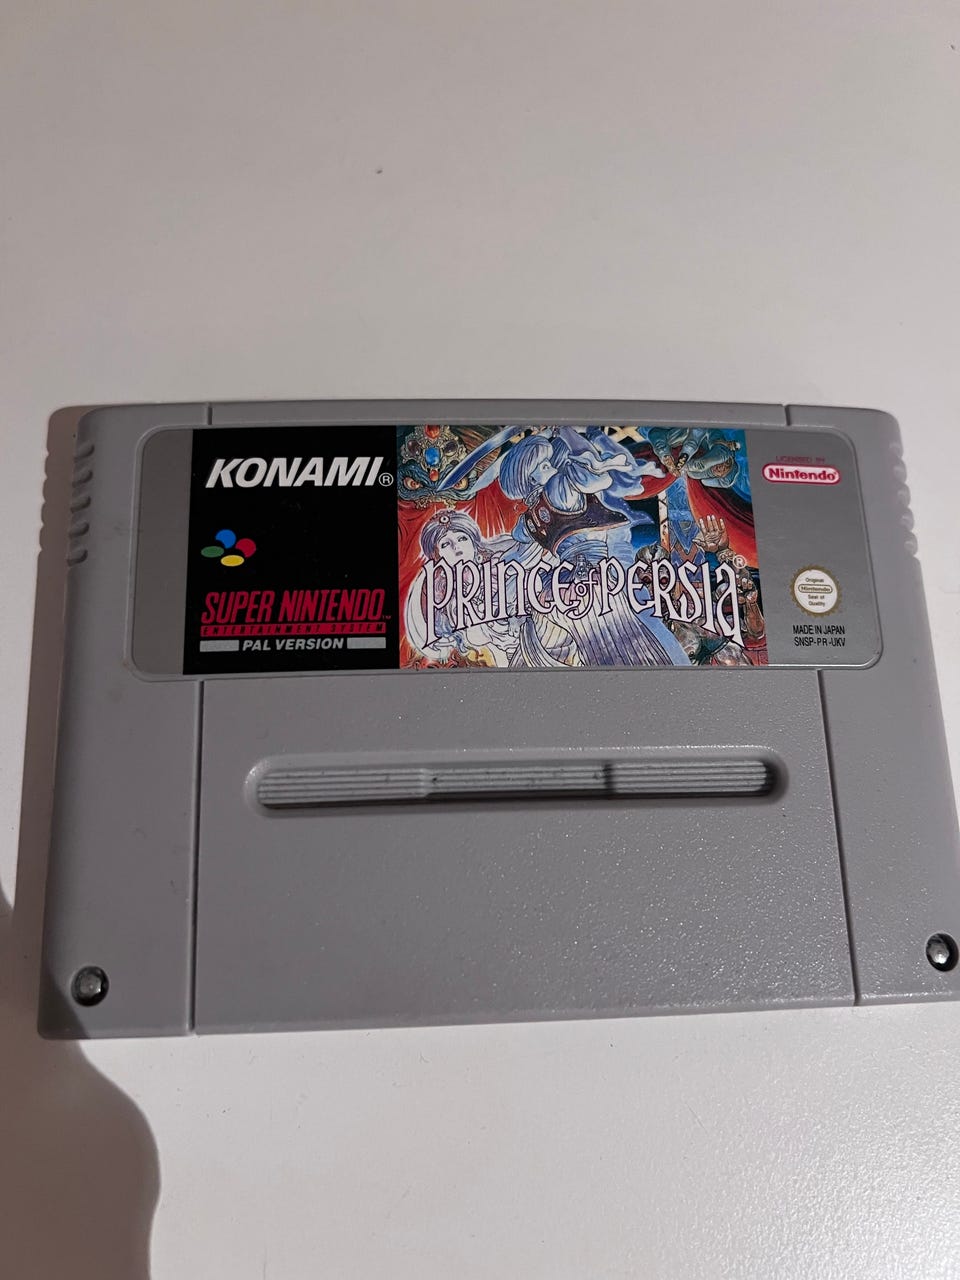 KONAMI®
SUPER NINTENDO™
ENTERTAINMENT SYSTEM
PAL VERSION
PRINCE of PERSIA®
LICENSED BY
Nintendo®
Original
Nintendo
Seal of
Quality
MADE IN JAPAN
SNSP-PR-UKV